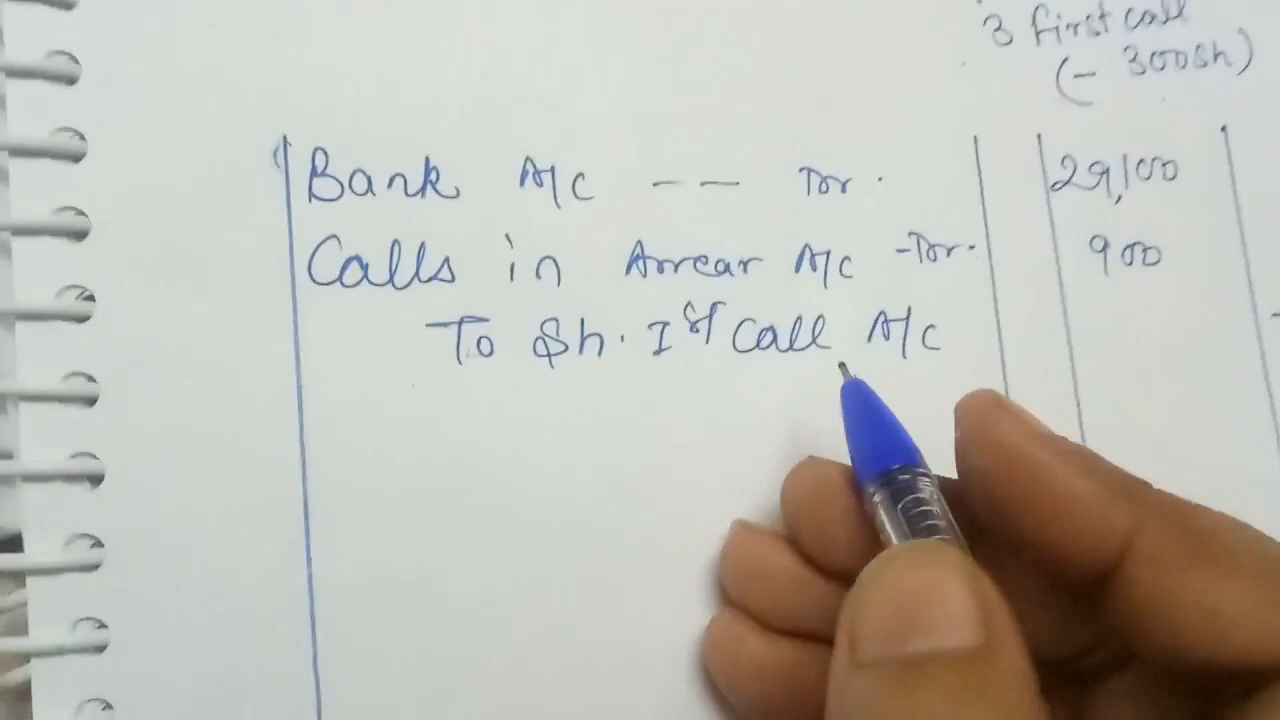 3 first call
(- 300sh)
Bank A/c -- Dr. 29,100
Calls in Arrear A/c -Dr. 900
To Sh. Ist Call A/c